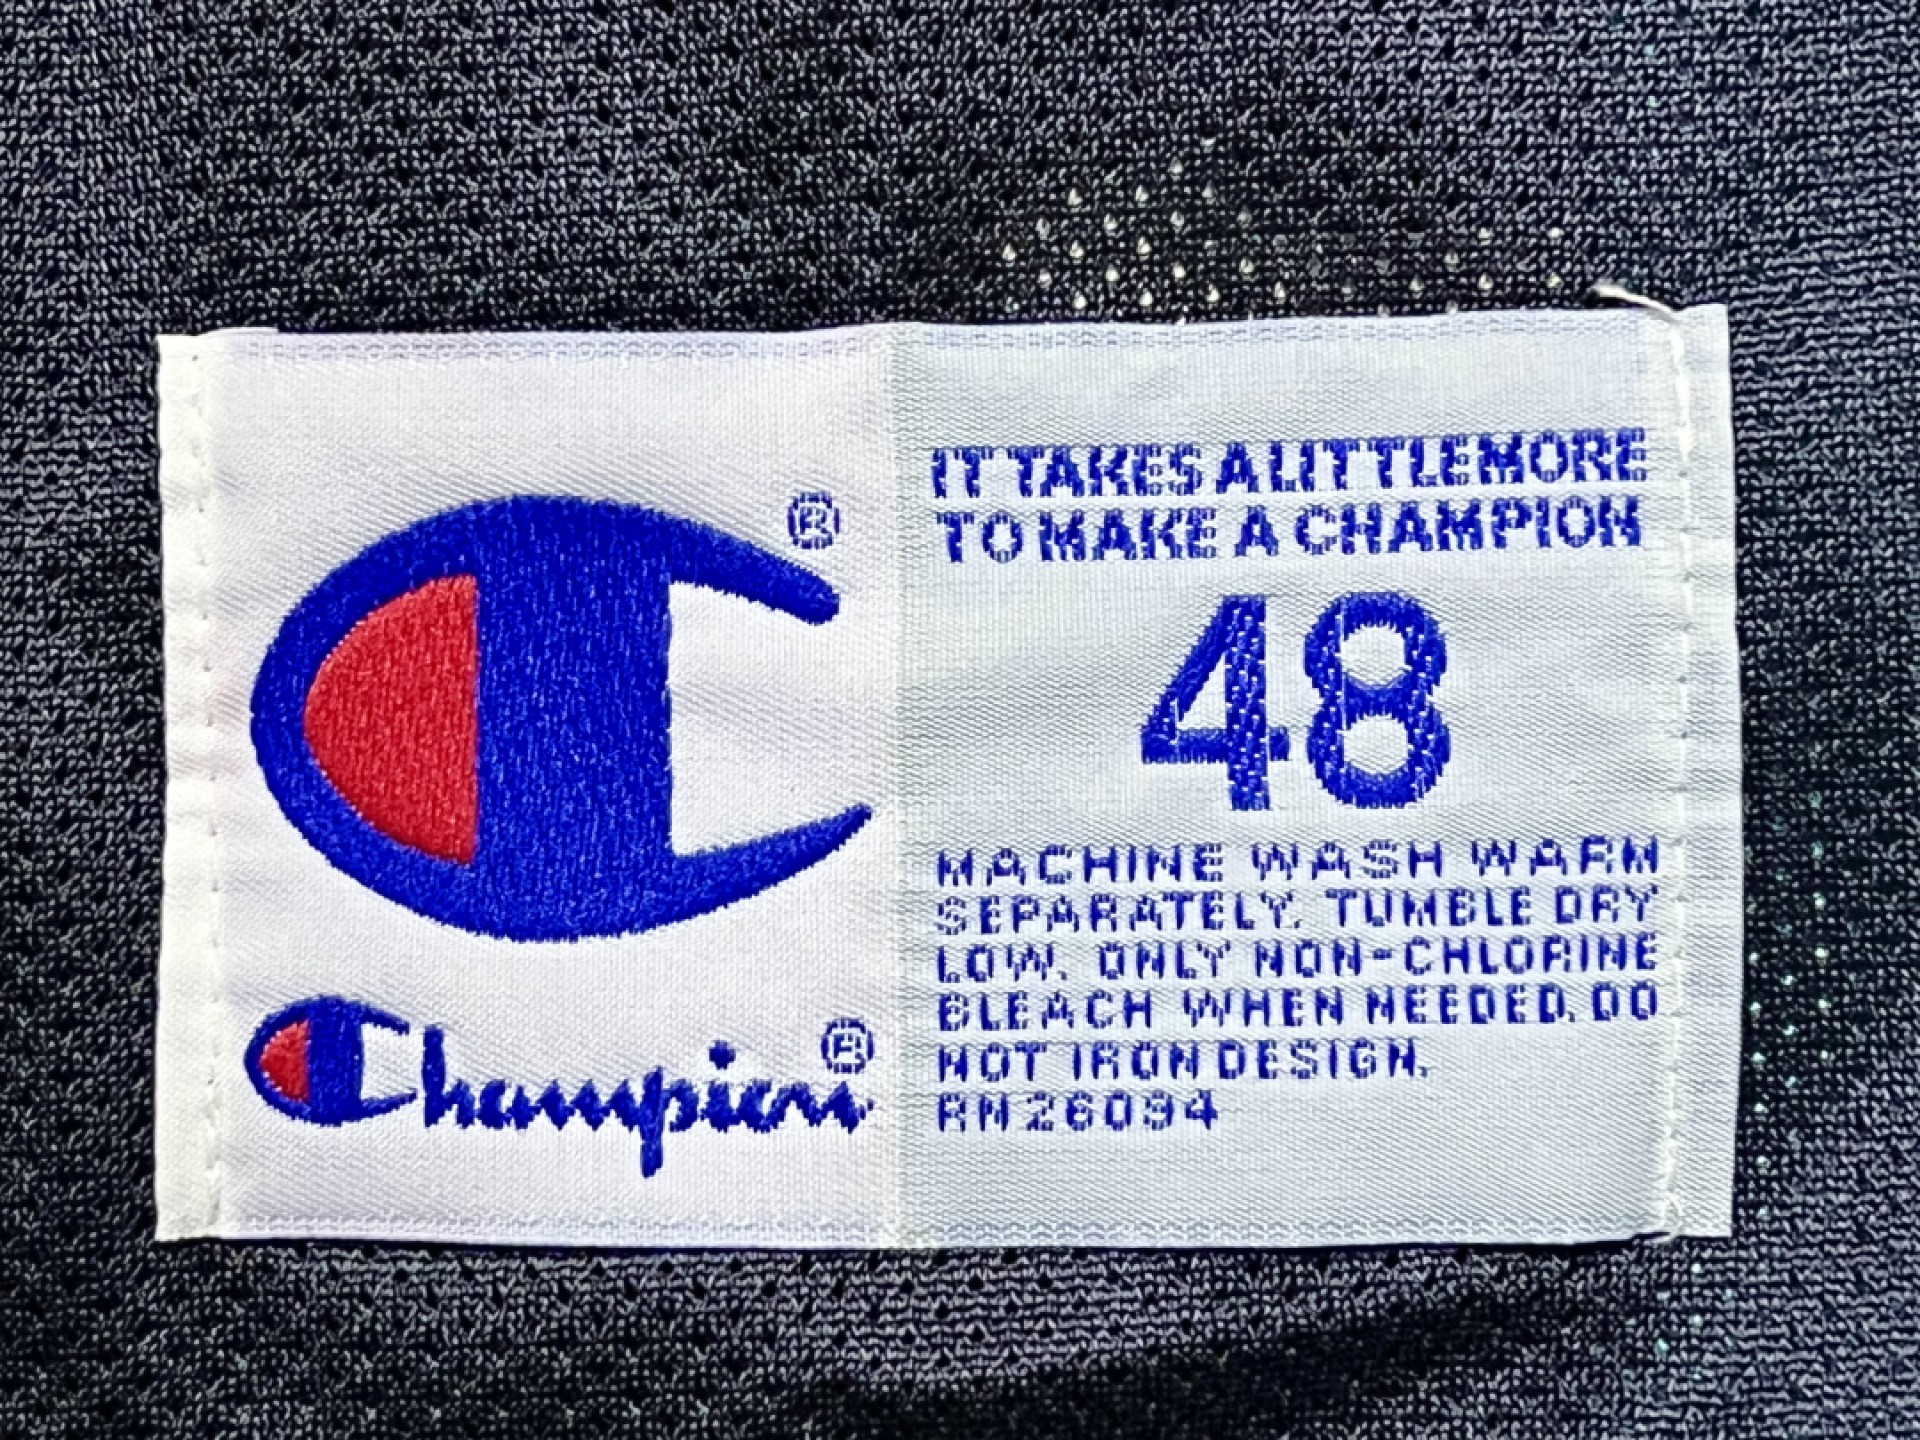 ®
Champion®
IT TAKES A LITTLE MORE
TO MAKE A CHAMPION
48
MACHINE WASH WARM
SEPARATELY. TUMBLE DRY
LOW. ONLY NON-CHLORINE
BLEACH WHEN NEEDED. DO
NOT IRON DESIGN.
RN 26094